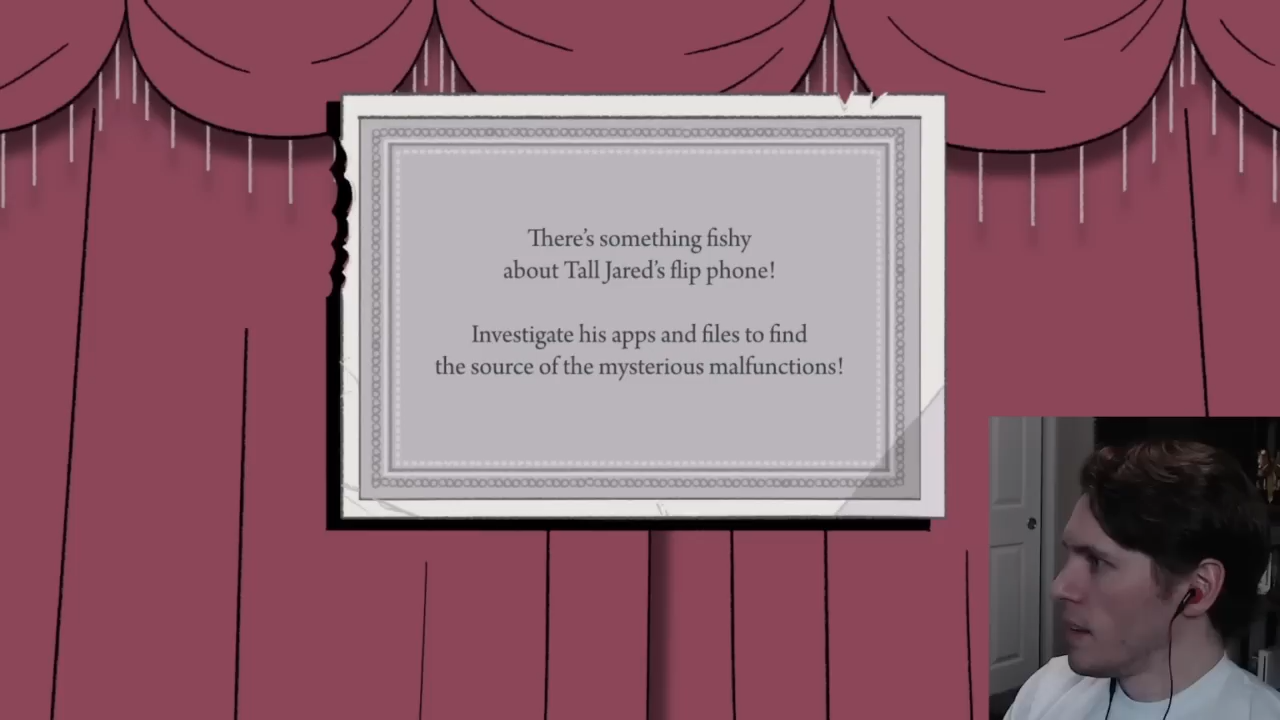 There's something fishy
about Tall Jared's flip phone!
Investigate his apps and files to find
the source of the mysterious malfunctions!